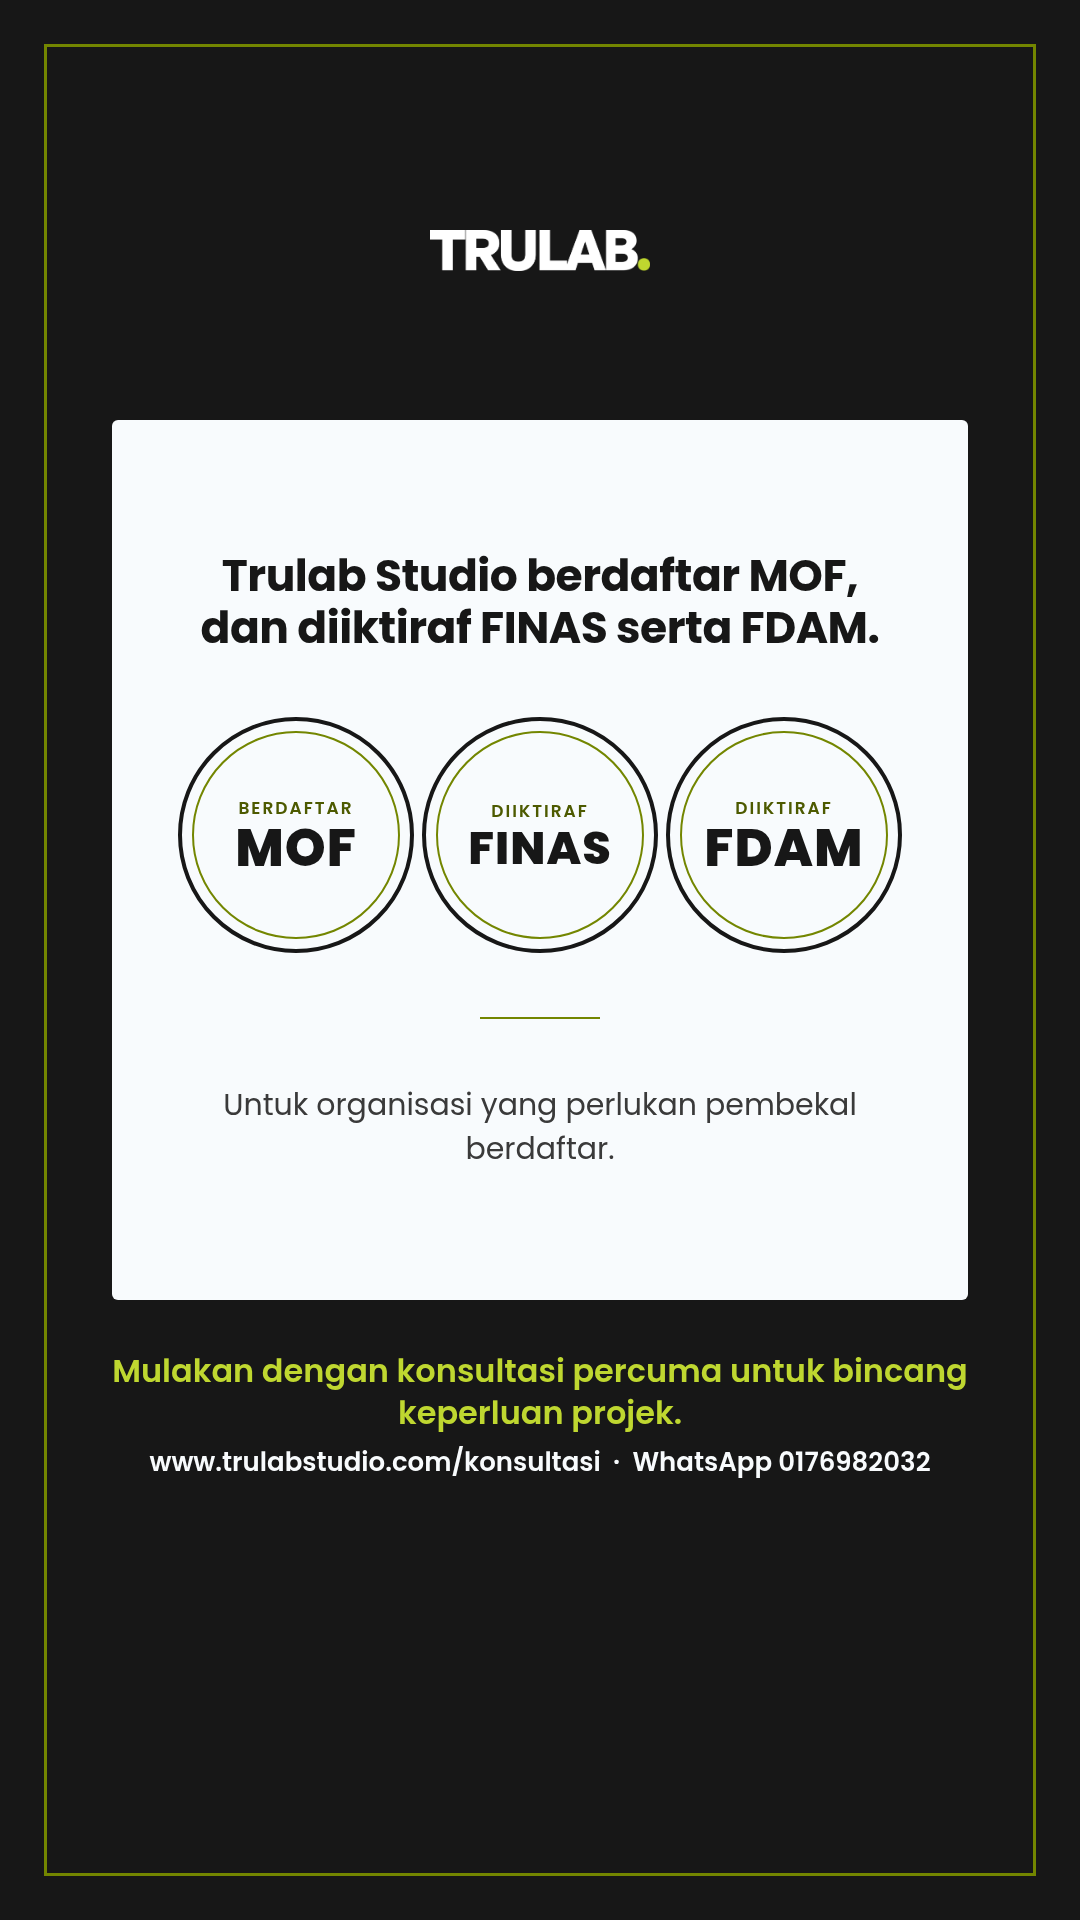 TRULAB.
Trulab Studio berdaftar MOF,
dan diiktiraf FINAS serta FDAM.
BERDAFTAR
MOF
DIIKTIRAF
FINAS
DIIKTIRAF
FDAM
Untuk organisasi yang perlukan pembekal
berdaftar.
Mulakan dengan konsultasi percuma untuk bincang
keperluan projek.
www.trulabstudio.com/konsultasi · WhatsApp 0176982032